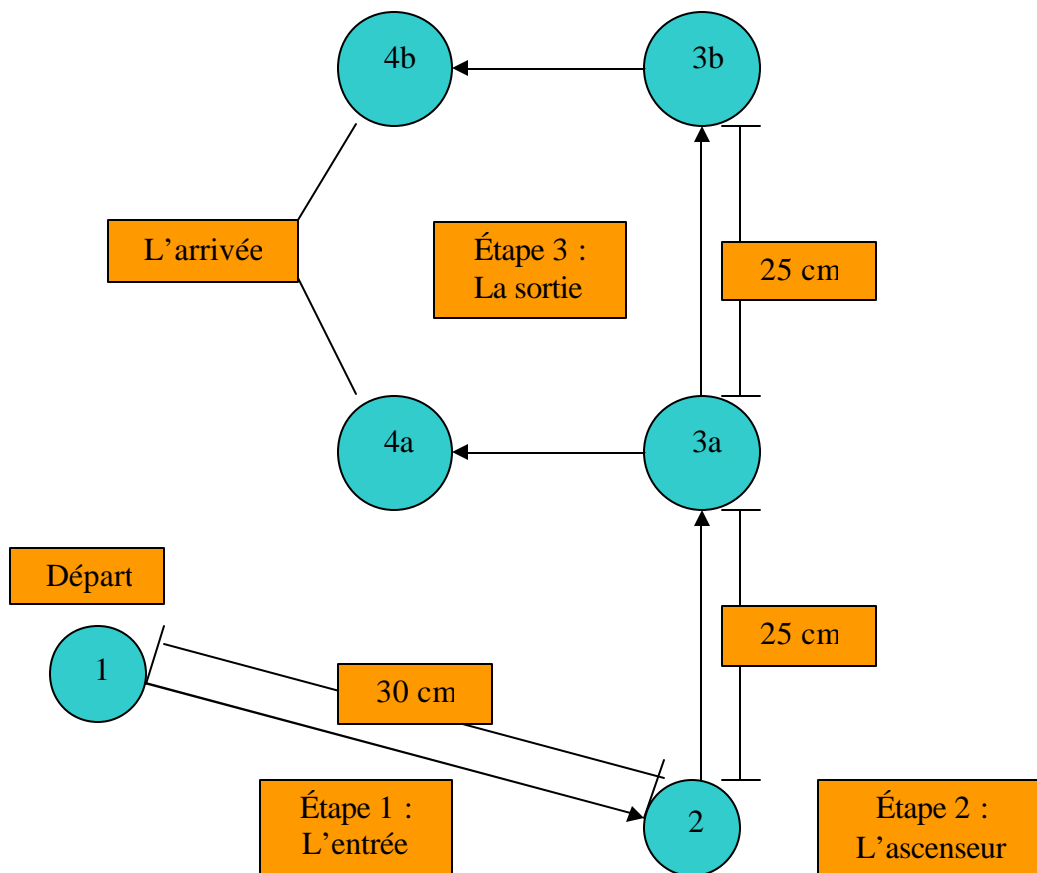 4b
3b
L'arrivée
Étape 3 :
La sortie
25 cm
4a
3a
Départ
25 cm
1
30 cm
Étape 1 :
L'entrée
2
Étape 2 :
L'ascenseur